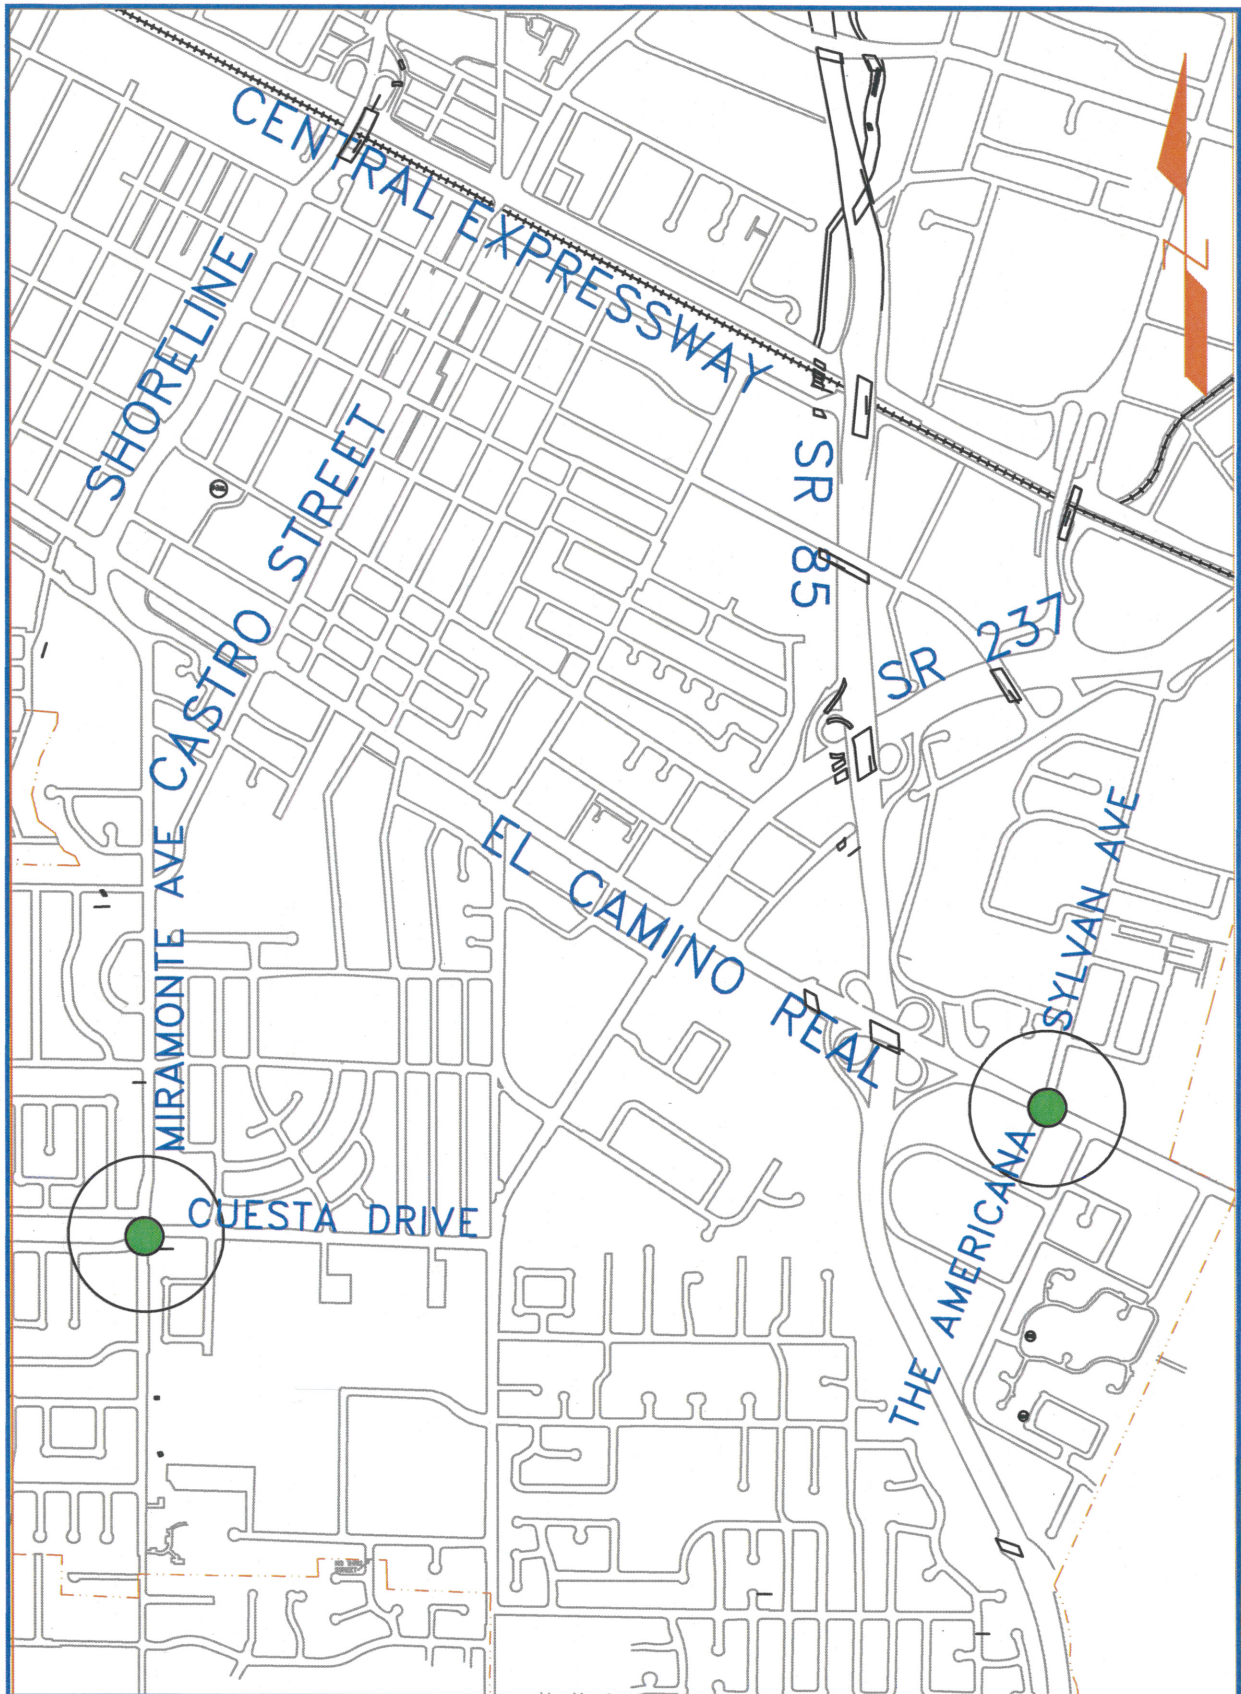 CENTRAL EXPRESSWAY
N
SHORELINE
CASTRO STREET
SR 85
SR 237
MIRAMONTE AVE
EL CAMINO REAL
SYLVAN AVE
THE AMERICANA
CUESTA DRIVE